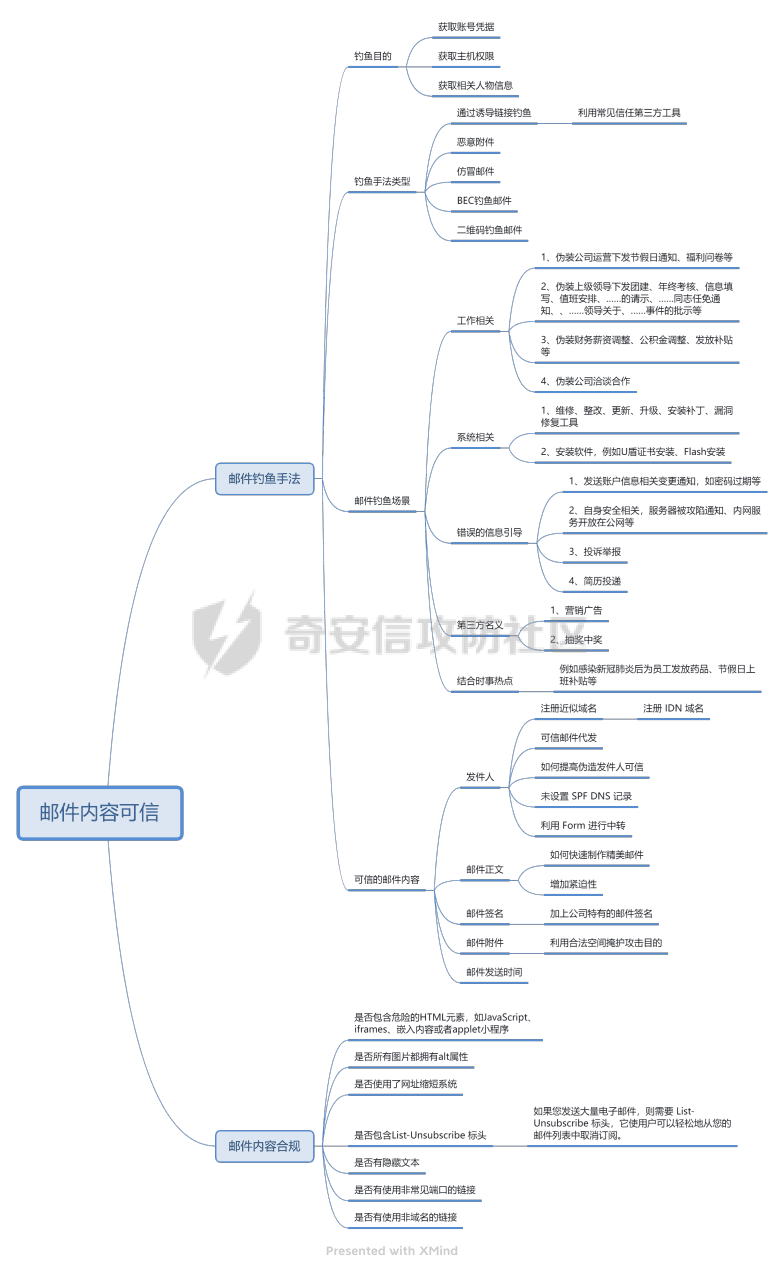 获取账号凭据
钓鱼目的
获取主机权限
获取相关人物信息
通过诱导链接钓鱼
利用常见信任第三方工具
恶意附件
钓鱼手法类型
仿冒邮件
BEC钓鱼邮件
二维码钓鱼邮件
1、伪装公司运营下发节假日通知、福利问卷等
2、伪装上级领导下发团建、年终考核、信息填
写、值班安排、......的请示、......同志任免通
知、、......领导关于、......事件的批示等
工作相关
3、伪装财务薪资调整、公积金调整、发放补贴
等
4、伪装公司洽谈合作
1、维修、整改、更新、升级、安装补丁、漏洞
修复工具
系统相关
2、安装软件，例如U盾证书安装、Flash安装
邮件钓鱼手法
邮件钓鱼场景
1、发送账户信息相关变更通知，如密码过期等
2、自身安全相关，服务器被攻陷通知、内网服
务开放在公网等
错误的信息引导
3、投诉举报
4、简历投递
奇安信攻防社区
1、营销广告
第三方名义
2、抽奖中奖
例如感染新冠肺炎后为员工发放药品、节假日上
班补贴等
结合时事热点
注册近似域名
注册 IDN 域名
可信邮件代发
发件人
如何提高伪造发件人可信
未设置 SPF DNS 记录
利用 Form 进行中转
邮件内容可信
如何快速制作精美邮件
邮件正文
可信的邮件内容
增加紧迫性
邮件签名
加上公司特有的邮件签名
邮件附件
利用合法空间掩护攻击目的
邮件发送时间
是否包含危险的HTML元素，如JavaScript、
iframes、嵌入内容或者applet小程序
是否所有图片都拥有alt属性
是否使用了网址缩短系统
邮件内容合规
是否包含List-Unsubscribe 标头
如果您发送大量电子邮件，则需要 List-
Unsubscribe 标头，它使用户可以轻松地从您的
邮件列表中取消订阅。
是否有隐藏文本
是否有使用非常见端口的链接
是否有使用非域名的链接
Presented with XMind